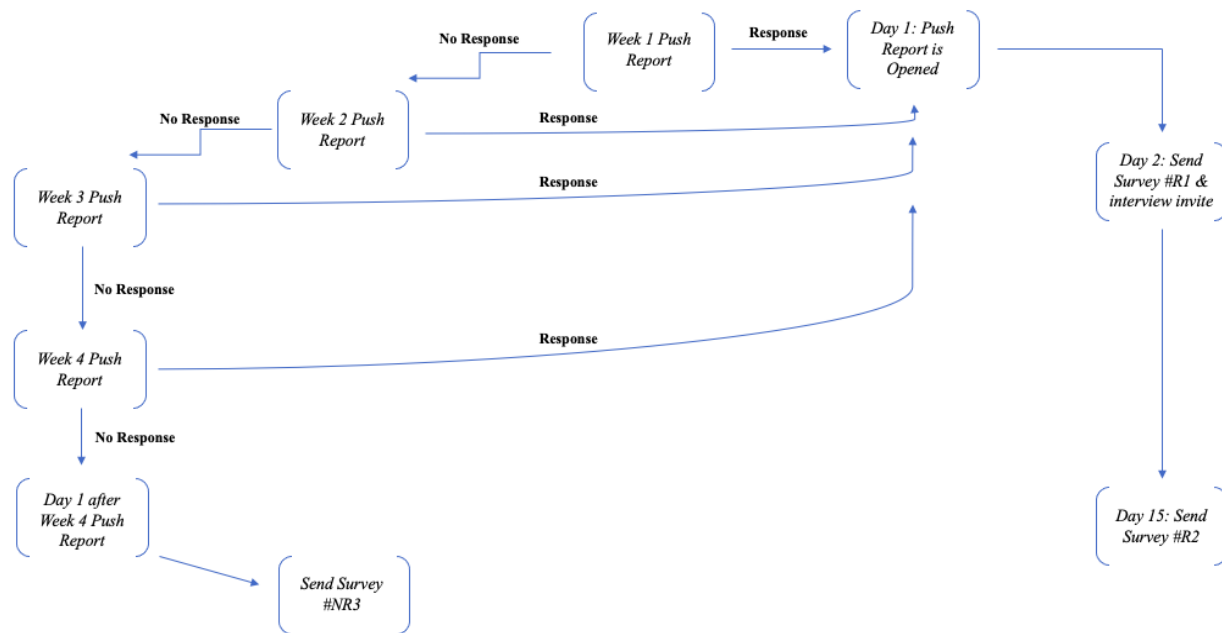 No Response
Week 1 Push
Report
Response
Day 1: Push
Report is
Opened
No Response
Week 2 Push
Report
Response
Week 3 Push
Report
Response
Day 2: Send
Survey #R1 &
interview invite
No Response
Week 4 Push
Report
Response
No Response
Day 1 after
Week 4 Push
Report
Send Survey
#NR3
Day 15: Send
Survey #R2